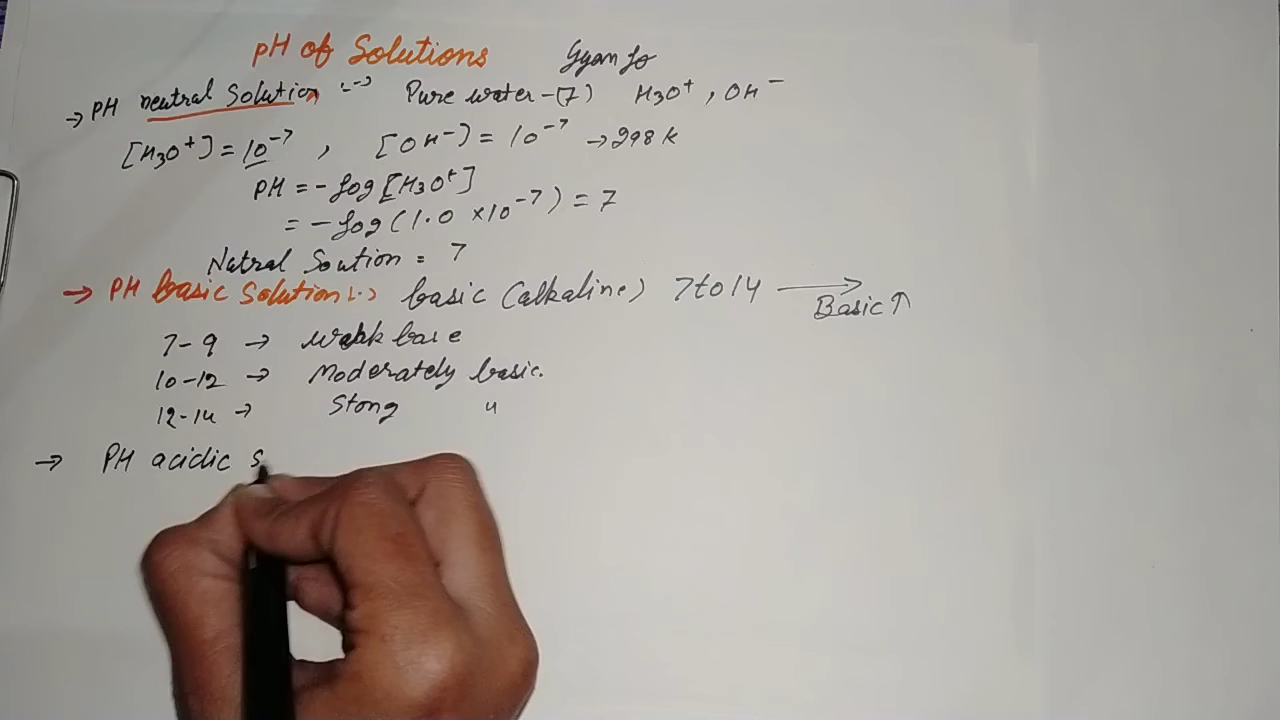 pH of Solutions Gyan Jo
→ PH neutral Solution :-> Pure water - (7) H3O+, OH-
[H3O+] = 10-7 , [OH-) = 10-7 → 298 K
PH = - log [H3O+]
= - log (1.0 x 10-7) = 7
Natral Soution = 7
→ PH basic Solution :-> basic (alkaline) 7 to 14 → Basic ↑
7-9 → weak base
10-12 → Moderately basic.
12-14 → Stong "
→ PH acidic s